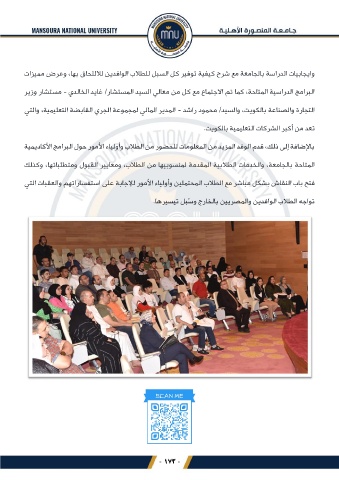 MANSOURA NATIONAL UNIVERSITY
جامعة المنصورة الأهلية
وايجابيات الدراسة بالجامعة مع شرح كيفية توفير كل السبل للطلاب الوافدين للالتحاق بها، وعرض مميزات
البرامج الدراسية المتاحة، كما تم الاجتماع مع كل من معالي السيد المستشار/ عايد الخالدي - مستشار وزير
التجارة والصناعة بالكويت، والسيد/ محمود راشد - المدير المالي لمجموعة الجري القابضة التعليمية، والتي
تعد من أكبر الشركات التعليمية بالكويت.
بالإضافة إلى ذلك، قدم الوفد المزيد من المعلومات للحضور من الطلاب وأولياء الأمور حول البرامج الأكاديمية
المتاحة بالجامعة، والخدمات الطلابية المقدمة لمنسوبيها من الطلاب، ومعايير القبول ومتطلباتها، وكذلك
فتح باب النقاش بشكل مباشر مع الطلاب المحتملين وأولياء الأمور للإجابة على استفساراتهم والعقبات التي
تواجه الطلاب الوافدين والمصريين بالخارج وسبل تيسيرها.
SCAN ME
- ١٧٣ -